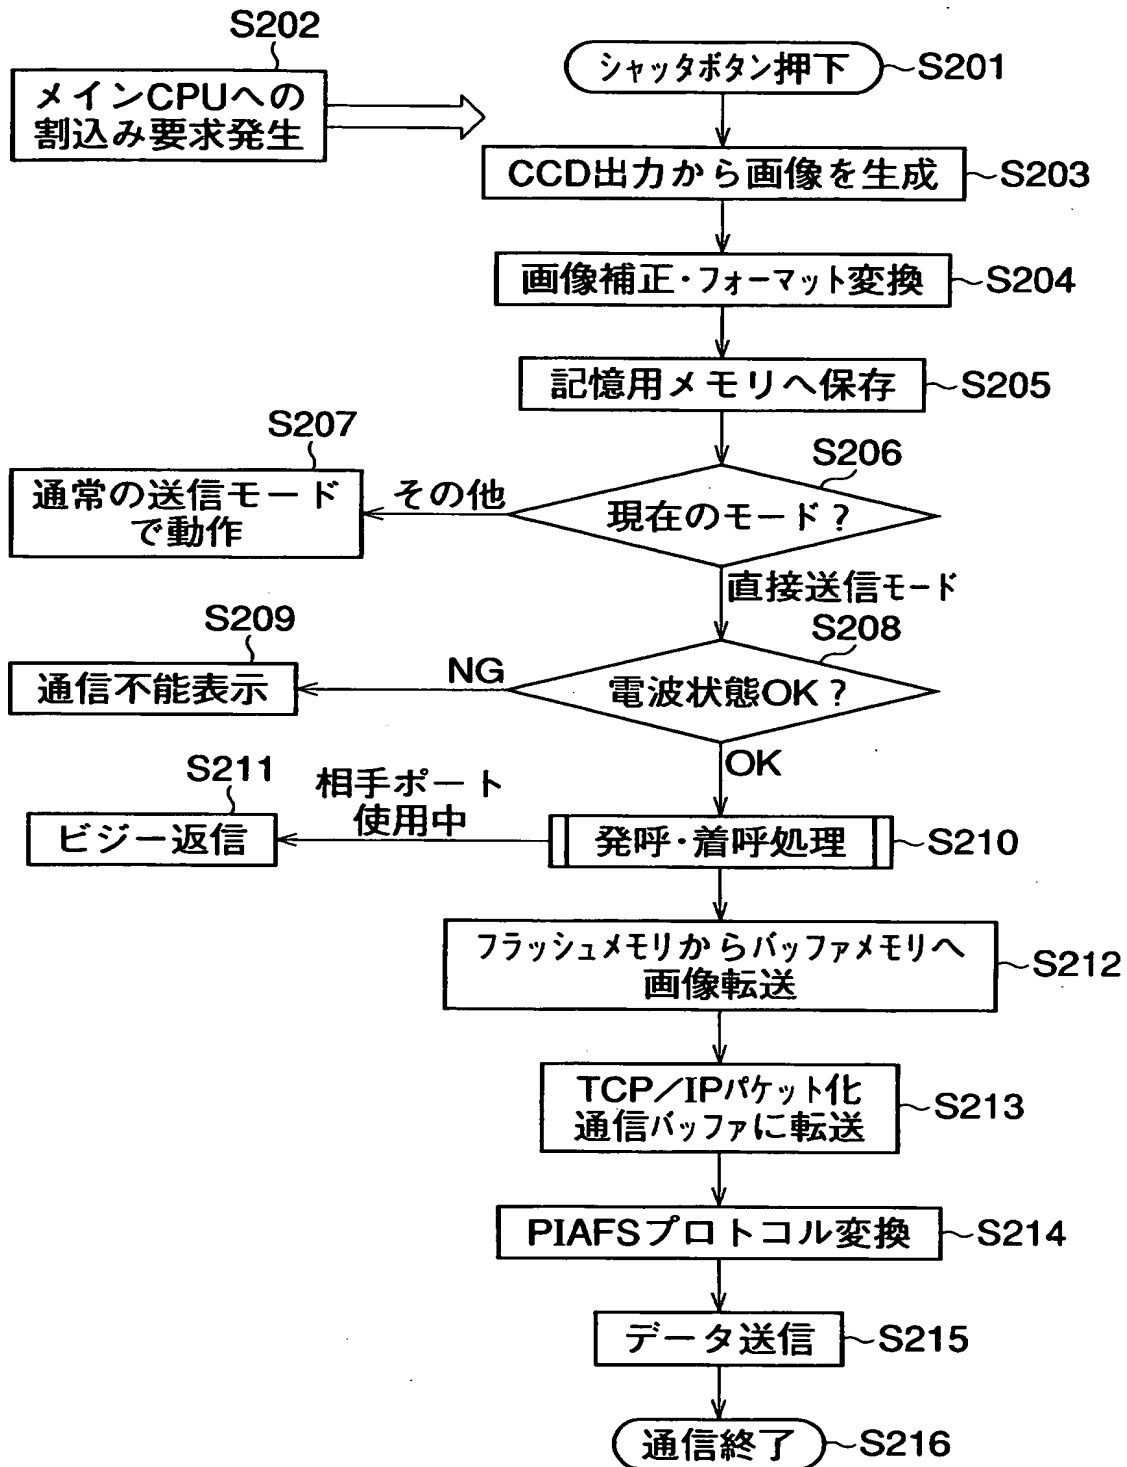 S202
メインCPUへの
割込み要求発生
シャッタボタン押下
S201
CCD出力から画像を生成
S203
画像補正・フォーマット変換
S204
記憶用メモリへ保存
S205
S207
通常の送信モード
で動作
その他
S206
現在のモード?
直接送信モード
S209
通信不能表示
NG
S208
電波状態OK?
OK
S211
ビジー返信
相手ポート
使用中
発呼・着呼処理
S210
フラッシュメモリからバッファメモリへ
画像転送
S212
TCP/IPパケット化
通信バッファに転送
S213
PIAFSプロトコル変換
S214
データ送信
S215
通信終了
S216